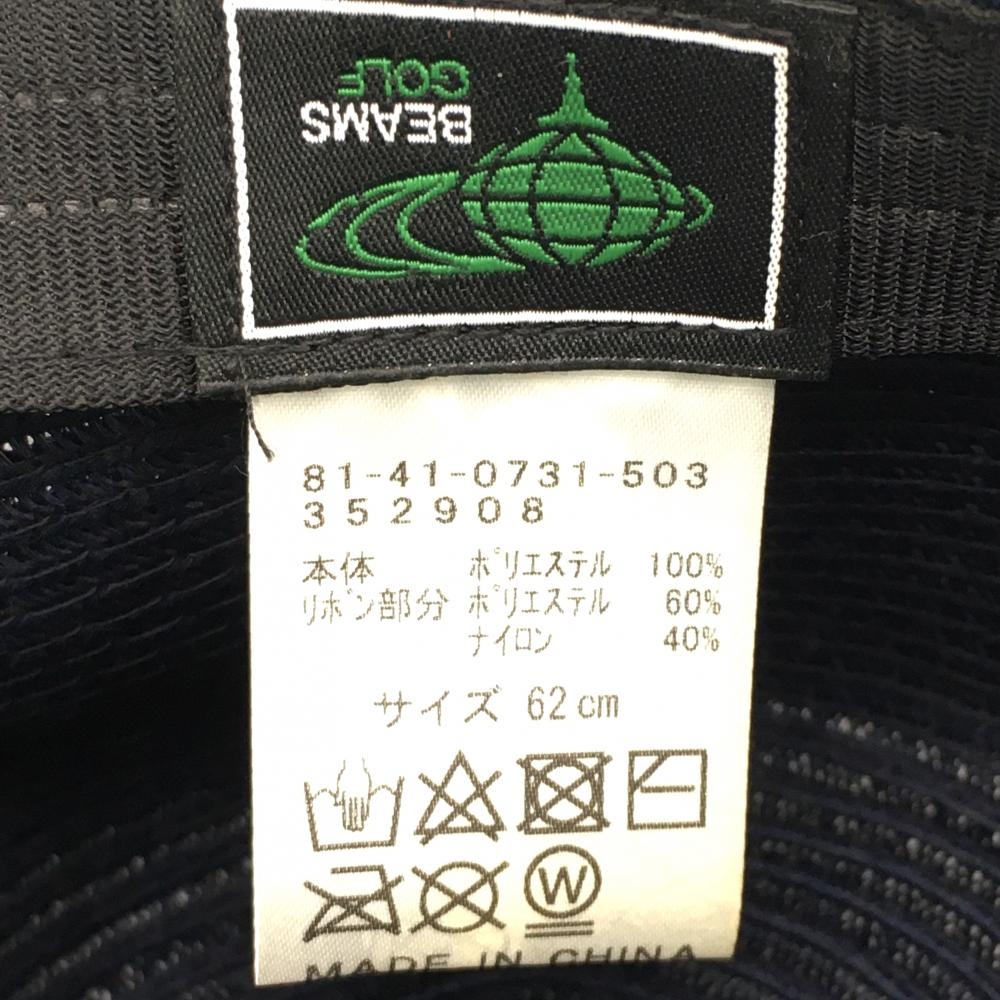 BEAMS
GOLF
81-41-0731-503
352908
本体 ポリエステル 100%
リボン部分 ポリエステル 60%
ナイロン 40%
サイズ 62cm
W
MADE IN CHINA